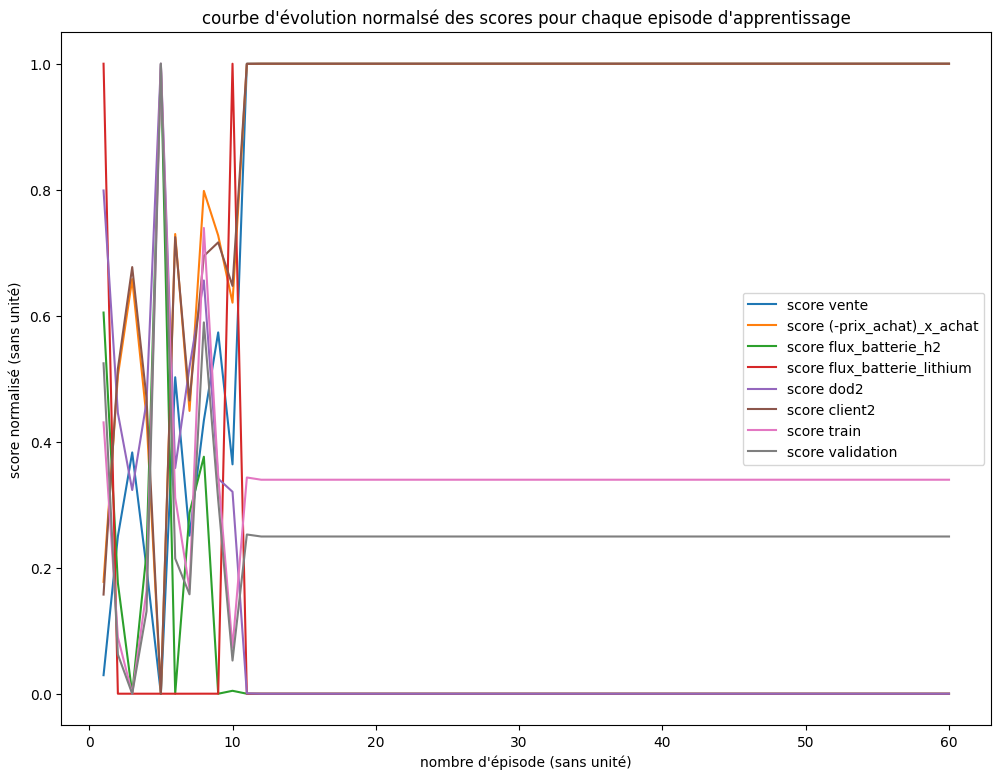 courbe d'évolution normalsé des scores pour chaque episode d'apprentissage
score normalisé (sans unité)
1.0
0.8
0.6
0.4
0.2
0.0
score vente
score (-prix_achat)_x_achat
score flux_batterie_h2
score flux_batterie_lithium
score dod2
score client2
score train
score validation
0 10 20 30 40 50 60
nombre d'épisode (sans unité)